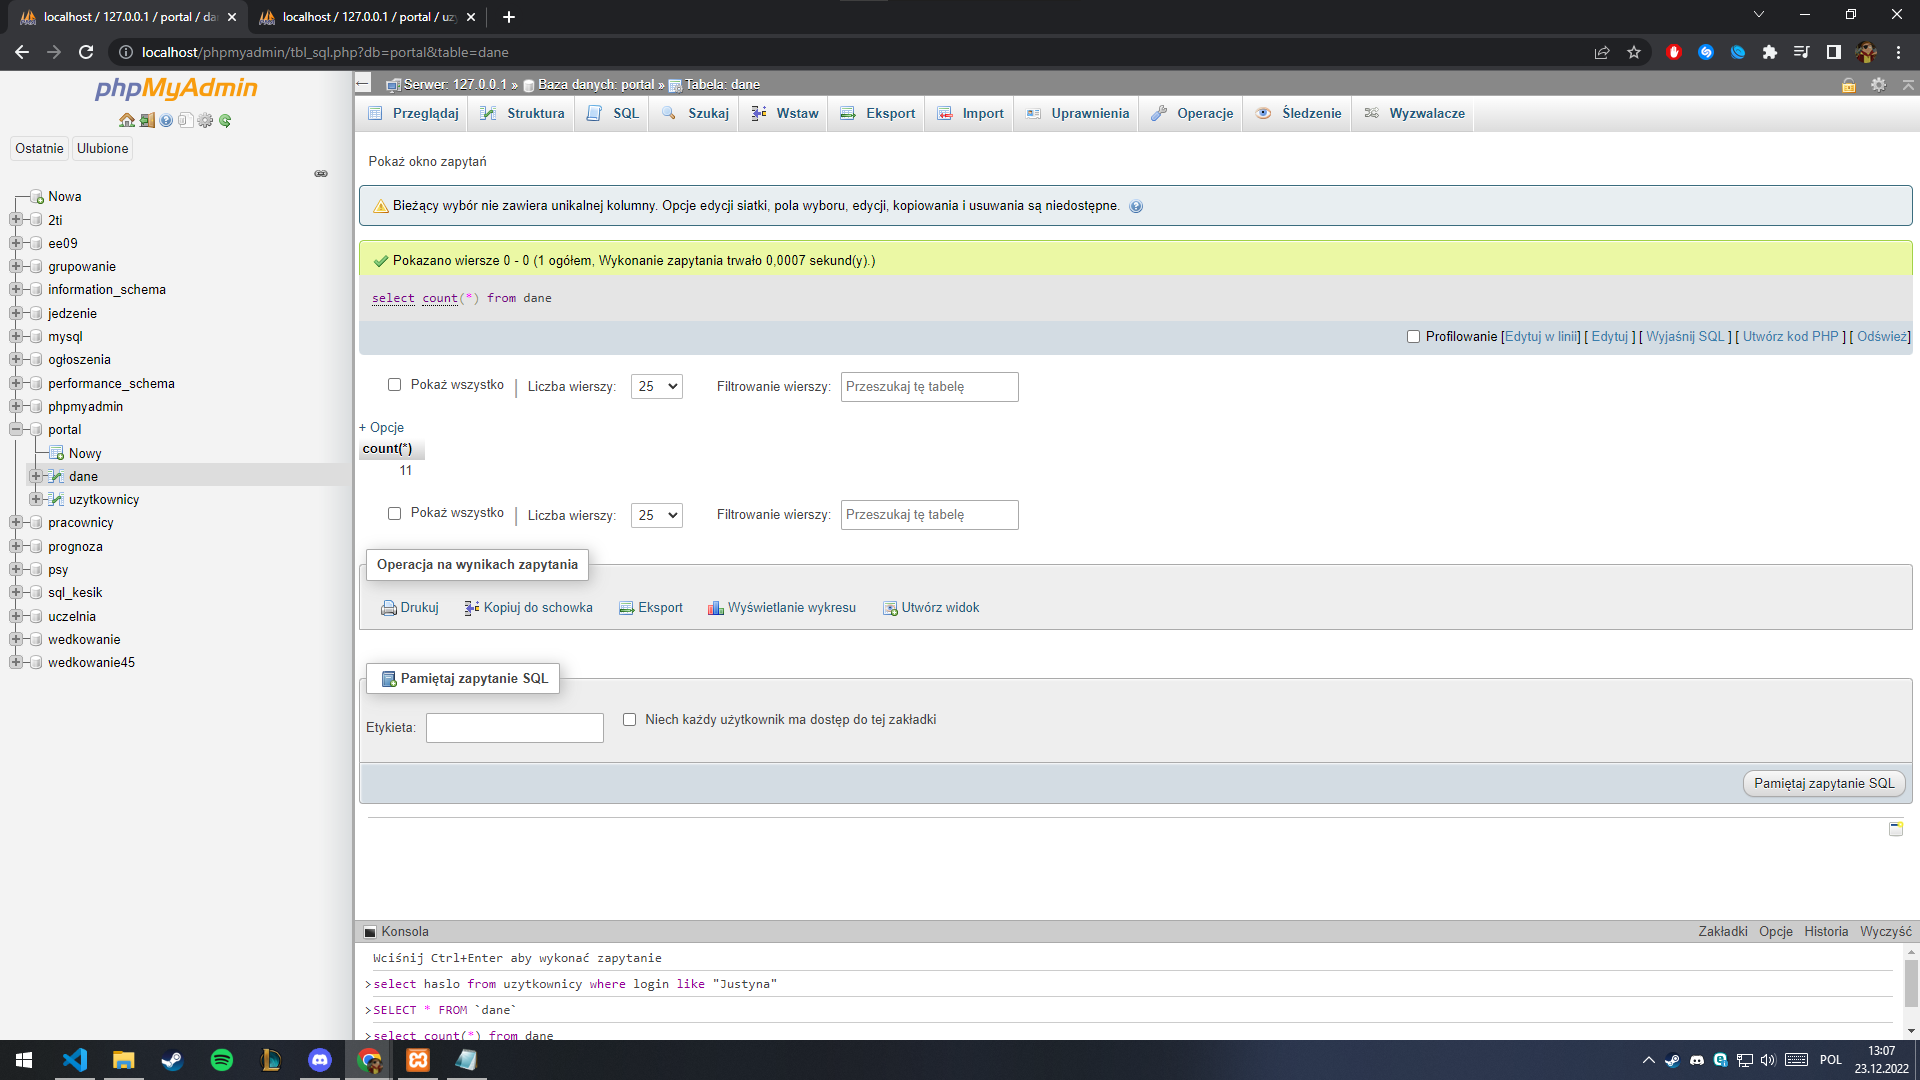 localhost / 127.0.0.1 / portal / da
localhost / 127.0.0.1 / portal / uzy
localhost/phpmyadmin/tbl_sql.php?db=portal&table=dane
phpMyAdmin
Ostatnie
Ulubione
Nowa
2ti
ee09
grupowanie
information_schema
jedzenie
mysql
ogłoszenia
performance_schema
phpmyadmin
portal
Nowy
dane
uzytkownicy
pracownicy
prognoza
psy
sql_kesik
uczelnia
wedkowanie
wedkowanie45
Serwer: 127.0.0.1 » Baza danych: portal » Tabela: dane
Przeglądaj Struktura SQL Szukaj Wstaw Eksport Import Uprawnienia Operacje Śledzenie Wyzwalacze
Pokaż okno zapytań
Bieżący wybór nie zawiera unikalnej kolumny. Opcje edycji siatki, pola wyboru, edycji, kopiowania i usuwania są niedostępne.
Pokazano wiersze 0 - 0 (1 ogółem, Wykonanie zapytania trwało 0,0007 sekund(y).)
select count(*) from dane
Profilowanie [Edytuj w linii] [ Edytuj ] [ Wyjaśnij SQL ] [ Utwórz kod PHP ] [ Odśwież]
Pokaż wszystko | Liczba wierszy: 25 Filtrowanie wierszy: Przeszukaj tę tabelę
+ Opcje
count(*)
11
Pokaż wszystko | Liczba wierszy: 25 Filtrowanie wierszy: Przeszukaj tę tabelę
Operacja na wynikach zapytania
Drukuj Kopiuj do schowka Eksport Wyświetlanie wykresu Utwórz widok
Pamiętaj zapytanie SQL
Etykieta: Niech każdy użytkownik ma dostęp do tej zakładki
Pamiętaj zapytanie SQL
Konsola Zakładki Opcje Historia Wyczyść
Wciśnij Ctrl+Enter aby wykonać zapytanie
>select haslo from uzytkownicy where login like "Justyna"
>SELECT * FROM `dane`
>select count(*) from dane
POL
13:07
23.12.2022